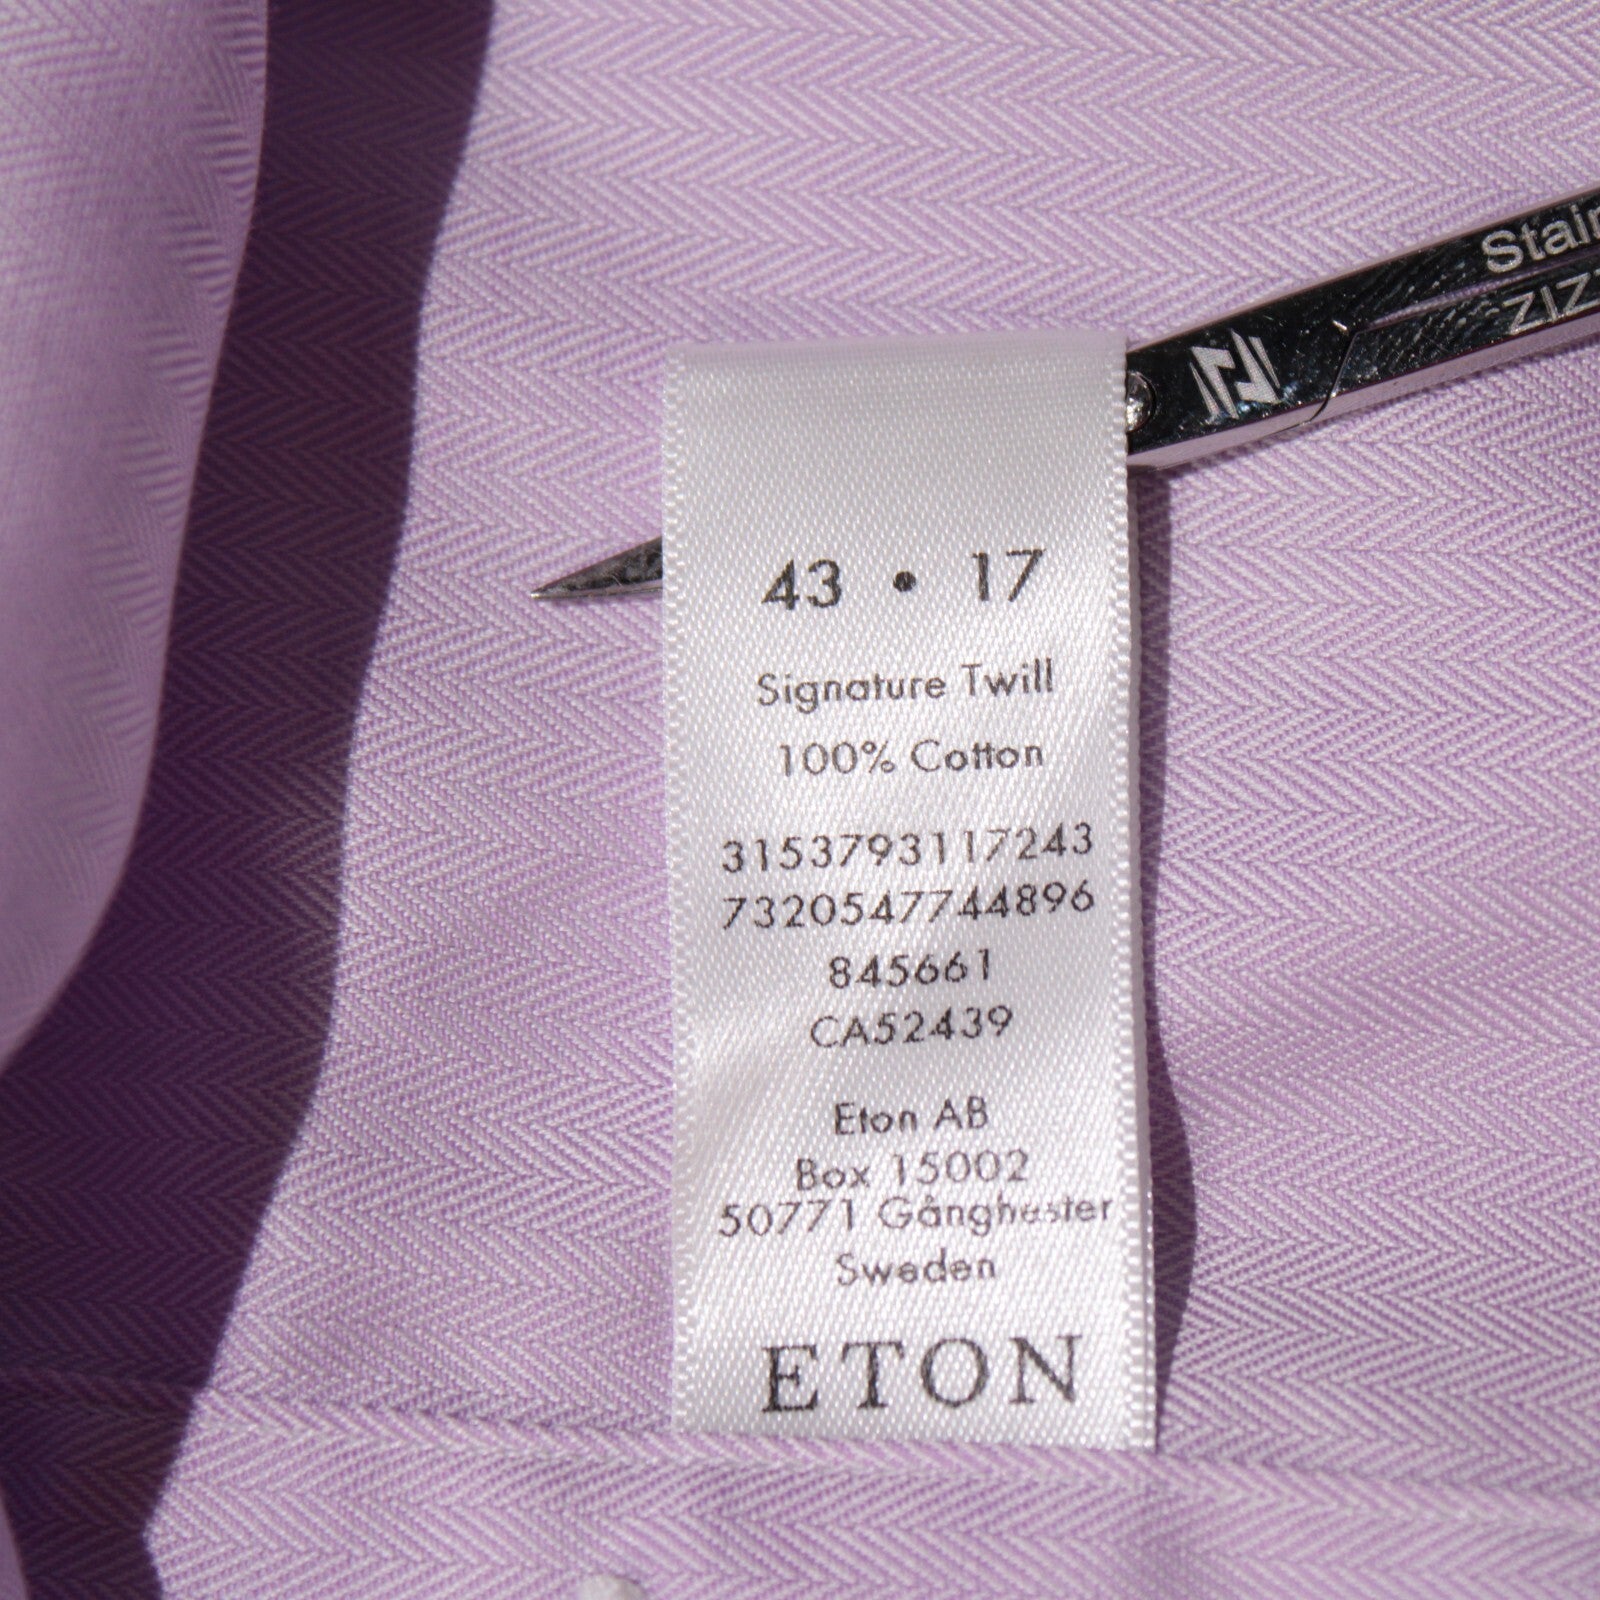 Stain
ZIZ
43 • 17
Signature Twill
100% Cotton
3153793117243
7320547744896
845661
CA52439
Eton AB
Box 15002
50771 Gånghester
Sweden
ETON